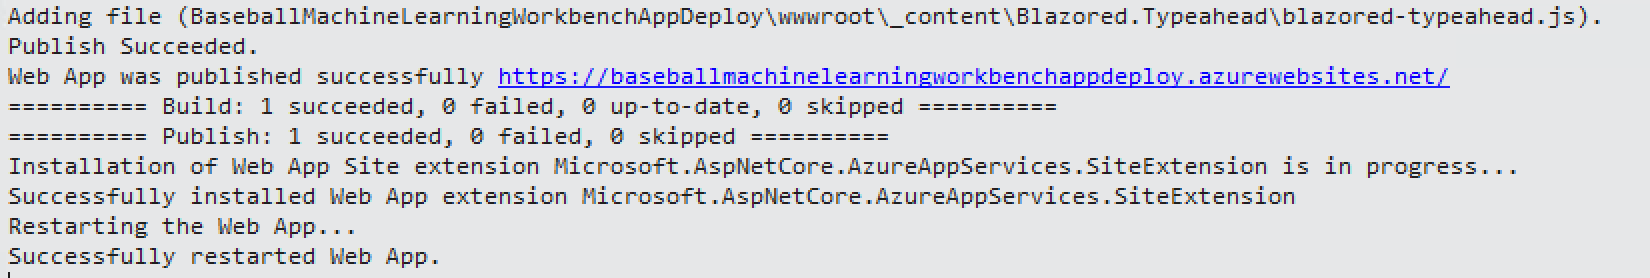 Adding file (BaseballMachineLearningWorkbenchAppDeploy\wwwroot\_content\Blazored.Typeahead\blazored-typeahead.js).
Publish Succeeded.
Web App was published successfully https://baseballmachinelearningworkbenchappdeploy.azurewebsites.net/
========== Build: 1 succeeded, 0 failed, 0 up-to-date, 0 skipped ==========
========== Publish: 1 succeeded, 0 failed, 0 skipped ==========
Installation of Web App Site extension Microsoft.AspNetCore.AzureAppServices.SiteExtension is in progress...
Successfully installed Web App extension Microsoft.AspNetCore.AzureAppServices.SiteExtension
Restarting the Web App...
Successfully restarted Web App.